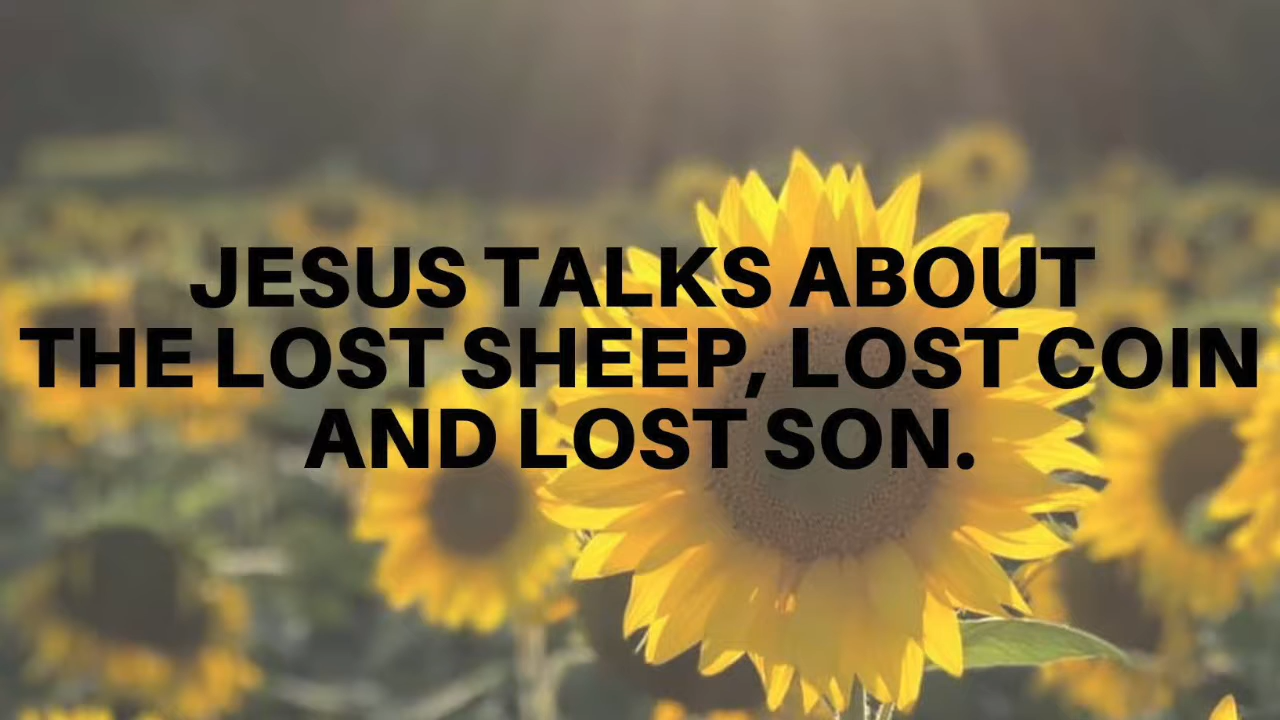 JESUS TALKS ABOUT
THE LOST SHEEP, LOST COIN
AND LOST SON.